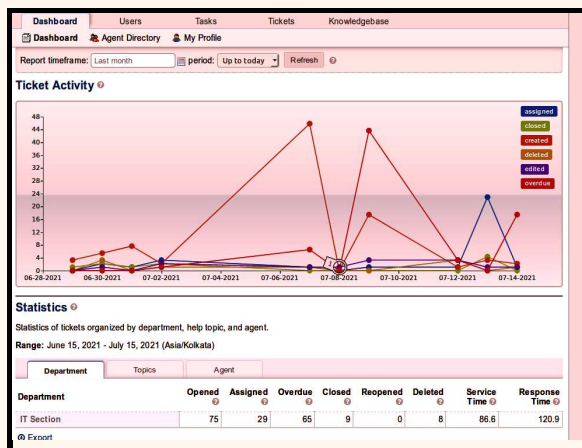 Dashboard Users Tasks Tickets Knowledgebase
Dashboard Agent Directory My Profile
Report timeframe: Last month period: Up to today Refresh
Ticket Activity
48
44
40
36
32
28
24
20
16
12
8
4
0
06-28-2021 06-30-2021 07-02-2021 07-04-2021 07-06-2021 07-08-2021 07-10-2021 07-12-2021 07-14-2021
assigned
closed
created
deleted
edited
overdue
1
Statistics
Statistics of tickets organized by department, help topic, and agent.
Range: June 15, 2021 - July 15, 2021 (Asia/Kolkata)
Department Topics Agent
Department Opened Assigned Overdue Closed Reopened Deleted Service Time Response Time
IT Section 75 29 65 9 0 8 86.6 120.9
Export